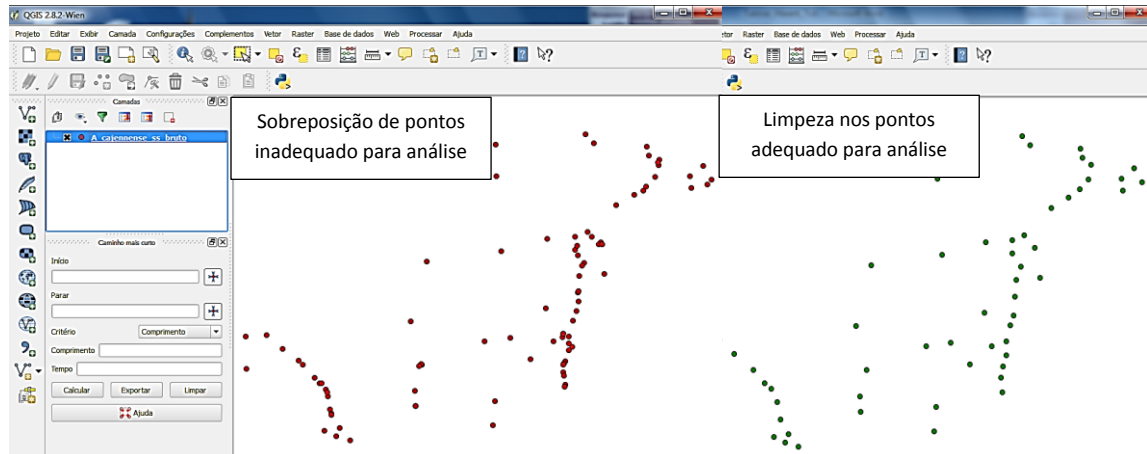 QGIS 2.8.2-Wien
Projeto Editar Exibir Camada Configurações Complementos Vetor Raster Base de dados Web Processar Ajuda
etor Raster Base de dados Web Processar Ajuda
Camadas
A_cajennense_ss_bruto
Caminho mais curto
Início
Parar
Critério Comprimento
Comprimento
Tempo
Calcular Exportar Limpar
Ajuda
Sobreposição de pontos
inadequado para análise
Limpeza nos pontos
adequado para análise